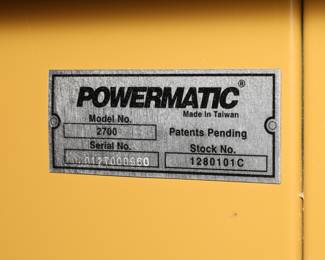 POWERMATIC®
Made In Taiwan
Model No.
2700
Patents Pending
Serial No.
Stock No.
1280101C